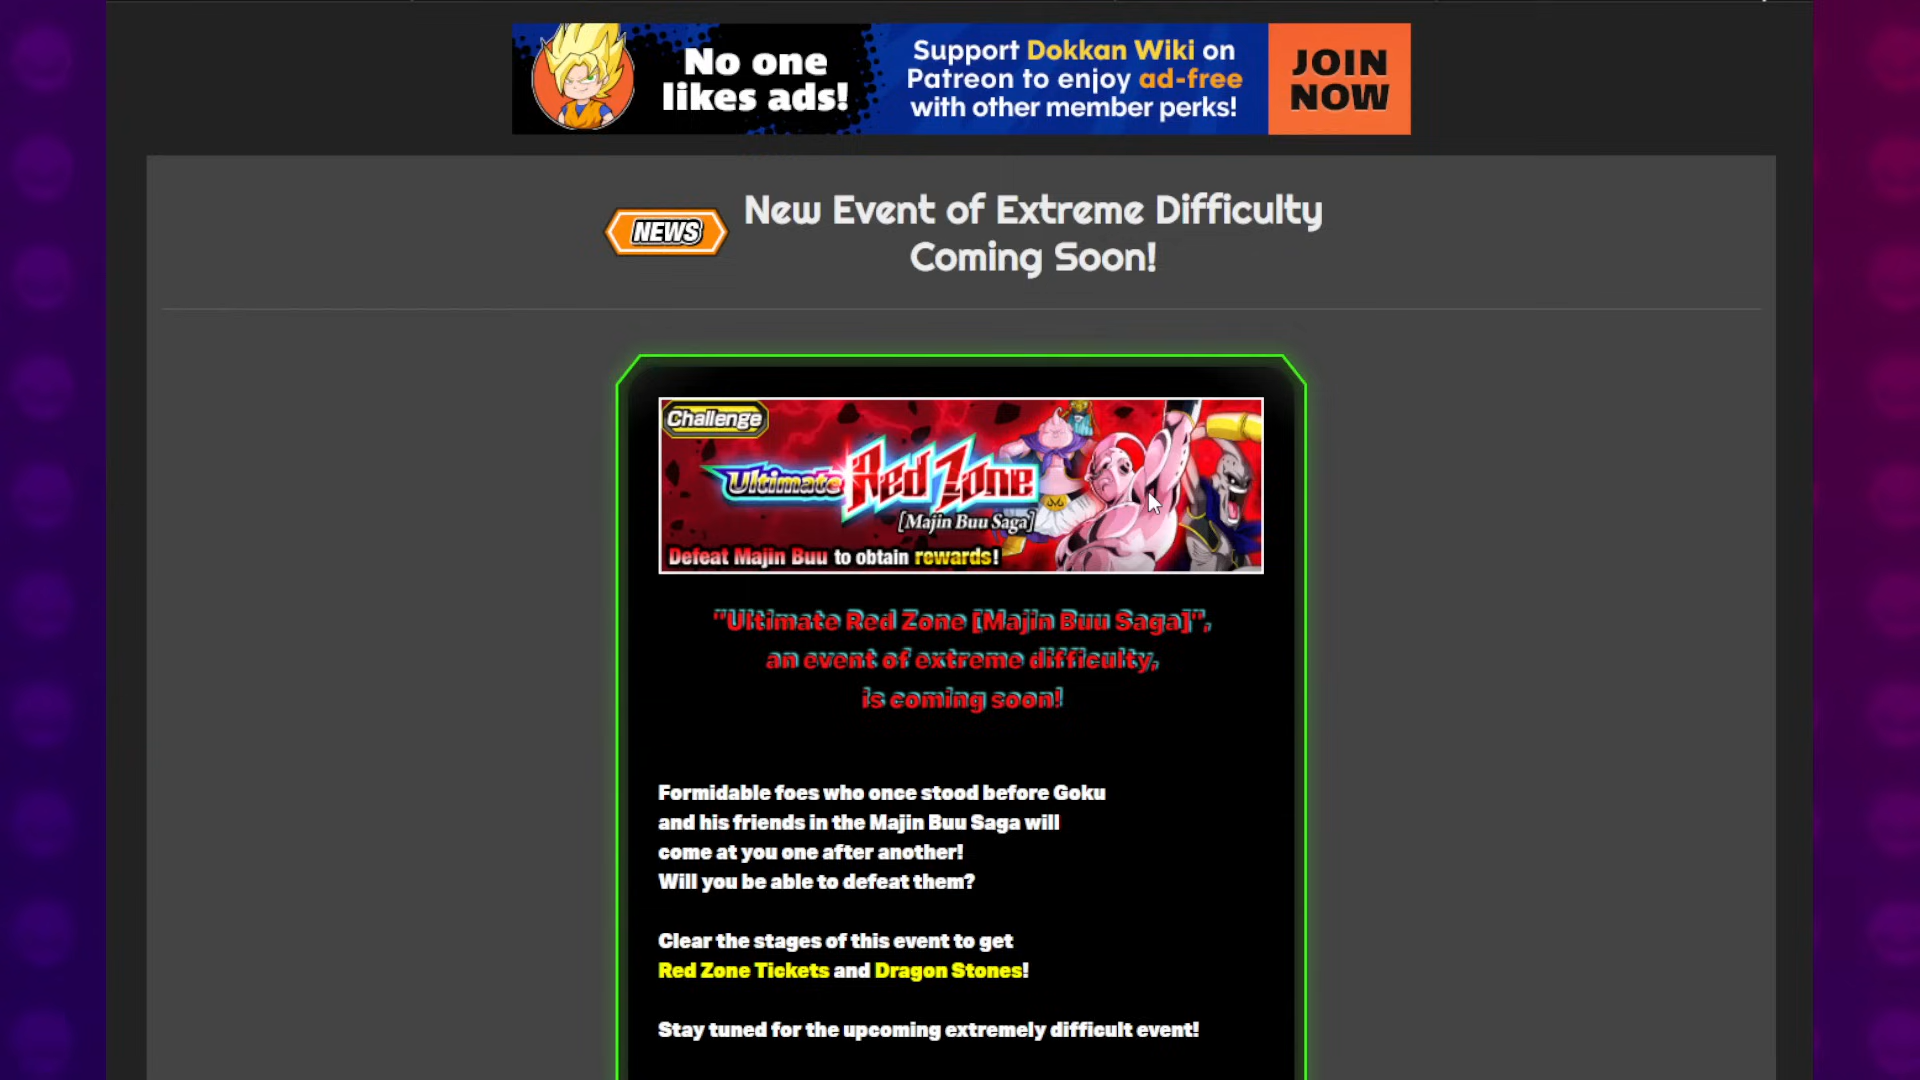 No one
likes ads!
Support Dokkan Wiki on
Patreon to enjoy ad-free
with other member perks!
JOIN
NOW
NEWS
New Event of Extreme Difficulty
Coming Soon!
Challenge
Ultimate Red Zone
[Majin Buu Saga]
Defeat Majin Buu to obtain rewards!
"Ultimate Red Zone [Majin Buu Saga]",
an event of extreme difficulty,
is coming soon!
Formidable foes who once stood before Goku
and his friends in the Majin Buu Saga will
come at you one after another!
Will you be able to defeat them?
Clear the stages of this event to get
Red Zone Tickets and Dragon Stones!
Stay tuned for the upcoming extremely difficult event!